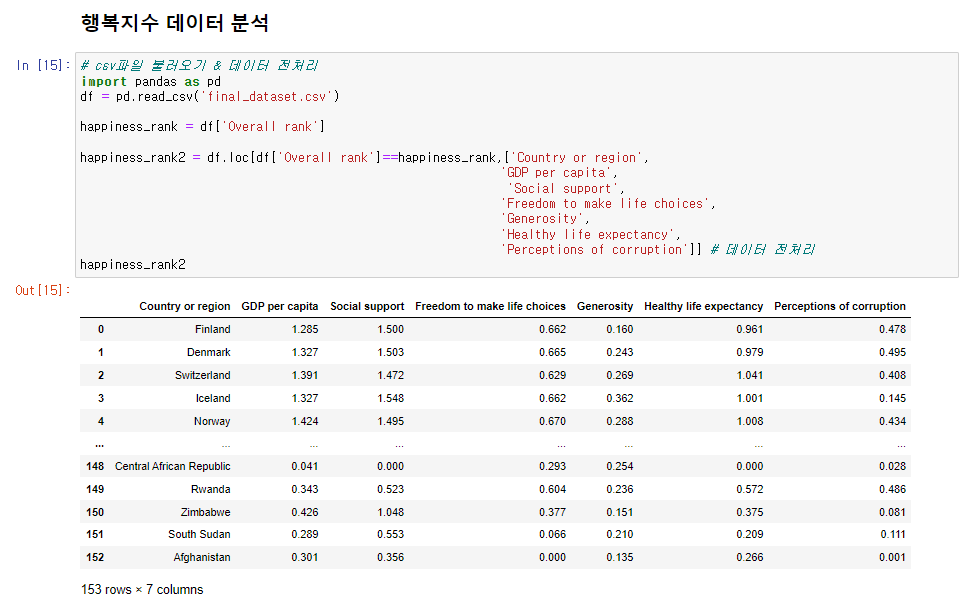 행복지수 데이터 분석
In [15]: # csv파일 불러오기 & 데이터 전처리
import pandas as pd
df = pd.read_csv('final_dataset.csv')
happiness_rank = df['Overall rank']
happiness_rank2 = df.loc[df['Overall rank']==happiness_rank,['Country or region',
'GDP per capita',
'Social support',
'Freedom to make life choices',
'Generosity',
'Healthy life expectancy',
'Perceptions of corruption']] # 데이터 전처리
happiness_rank2
Out[15]:
Country or region GDP per capita Social support Freedom to make life choices Generosity Healthy life expectancy Perceptions of corruption
0 Finland 1.285 1.500 0.662 0.160 0.961 0.478
1 Denmark 1.327 1.503 0.665 0.243 0.979 0.495
2 Switzerland 1.391 1.472 0.629 0.269 1.041 0.408
3 Iceland 1.327 1.548 0.662 0.362 1.001 0.145
4 Norway 1.424 1.495 0.670 0.288 1.008 0.434
... ... ... ... ... ... ... ...
148 Central African Republic 0.041 0.000 0.293 0.254 0.000 0.028
149 Rwanda 0.343 0.523 0.604 0.236 0.572 0.486
150 Zimbabwe 0.426 1.048 0.377 0.151 0.375 0.081
151 South Sudan 0.289 0.553 0.066 0.210 0.209 0.111
152 Afghanistan 0.301 0.356 0.000 0.135 0.266 0.001
153 rows × 7 columns